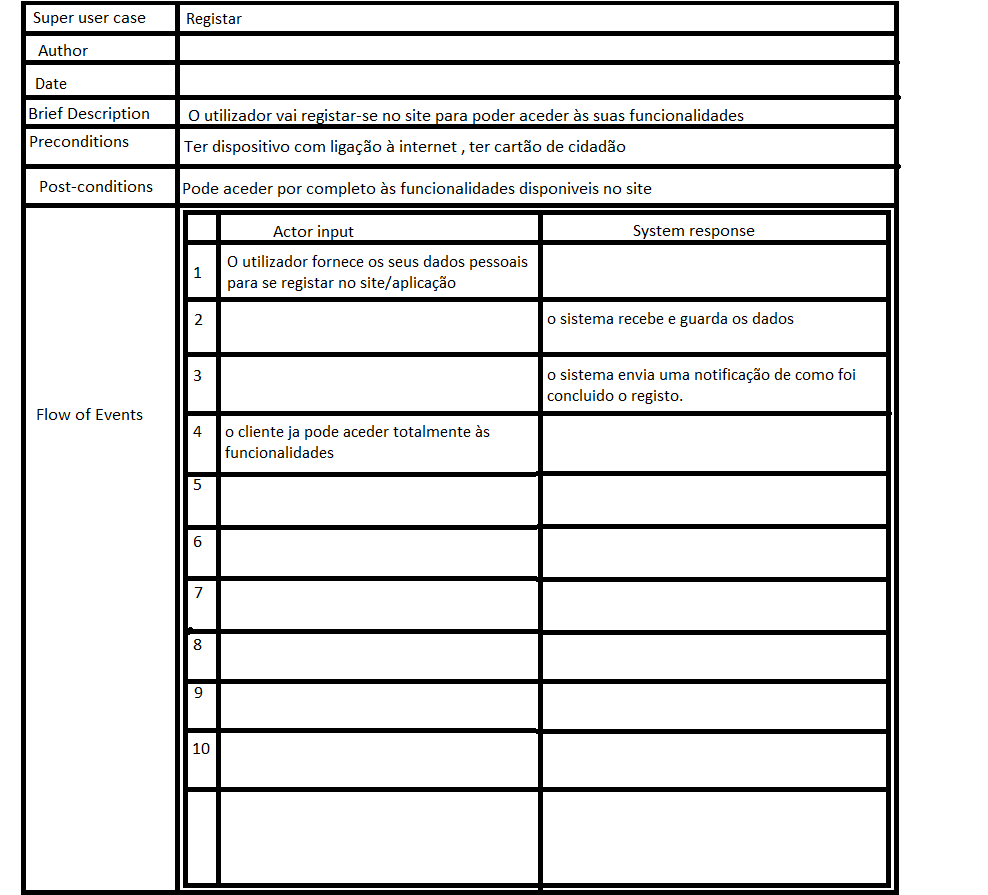 Super user case Registar
Author
Date
Brief Description O utilizador vai registar-se no site para poder aceder às suas funcionalidades
Preconditions Ter dispositivo com ligação à internet , ter cartão de cidadão
Post-conditions Pode aceder por completo às funcionalidades disponiveis no site
Flow of Events
Actor input System response
1 O utilizador fornece os seus dados pessoais
para se registar no site/aplicação
2 o sistema recebe e guarda os dados
3 o sistema envia uma notificação de como foi
concluido o registo.
4 o cliente ja pode aceder totalmente às
funcionalidades
5
6
7
8
9
10